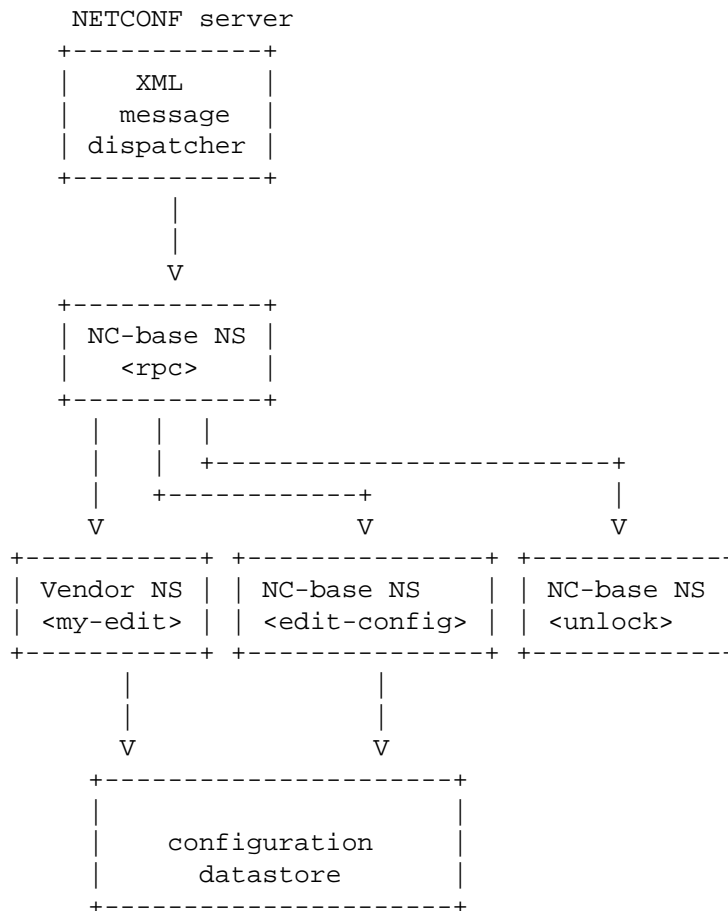 NETCONF server
XML
message
dispatcher
NC-base NS
<rpc>
Vendor NS NC-base NS NC-base NS
<my-edit> <edit-config> <unlock>
configuration
datastore